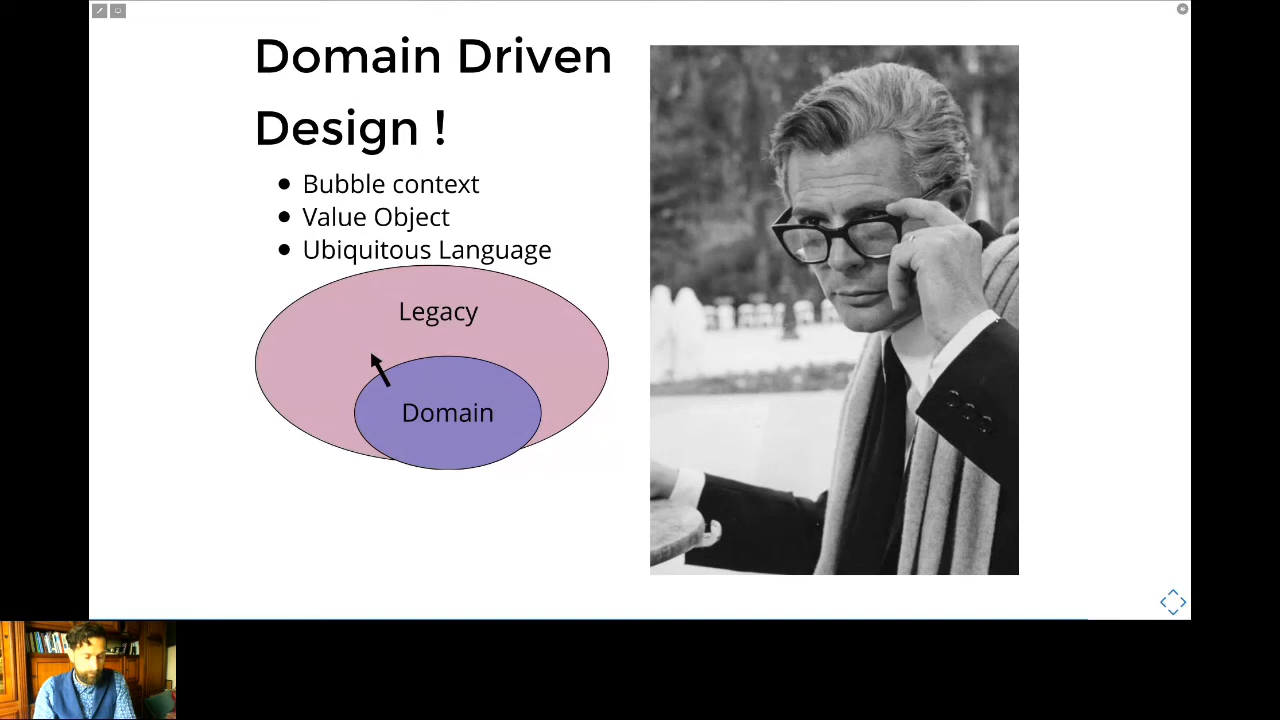 Domain Driven
Design !
Bubble context
Value Object
Ubiquitous Language
Legacy
Domain